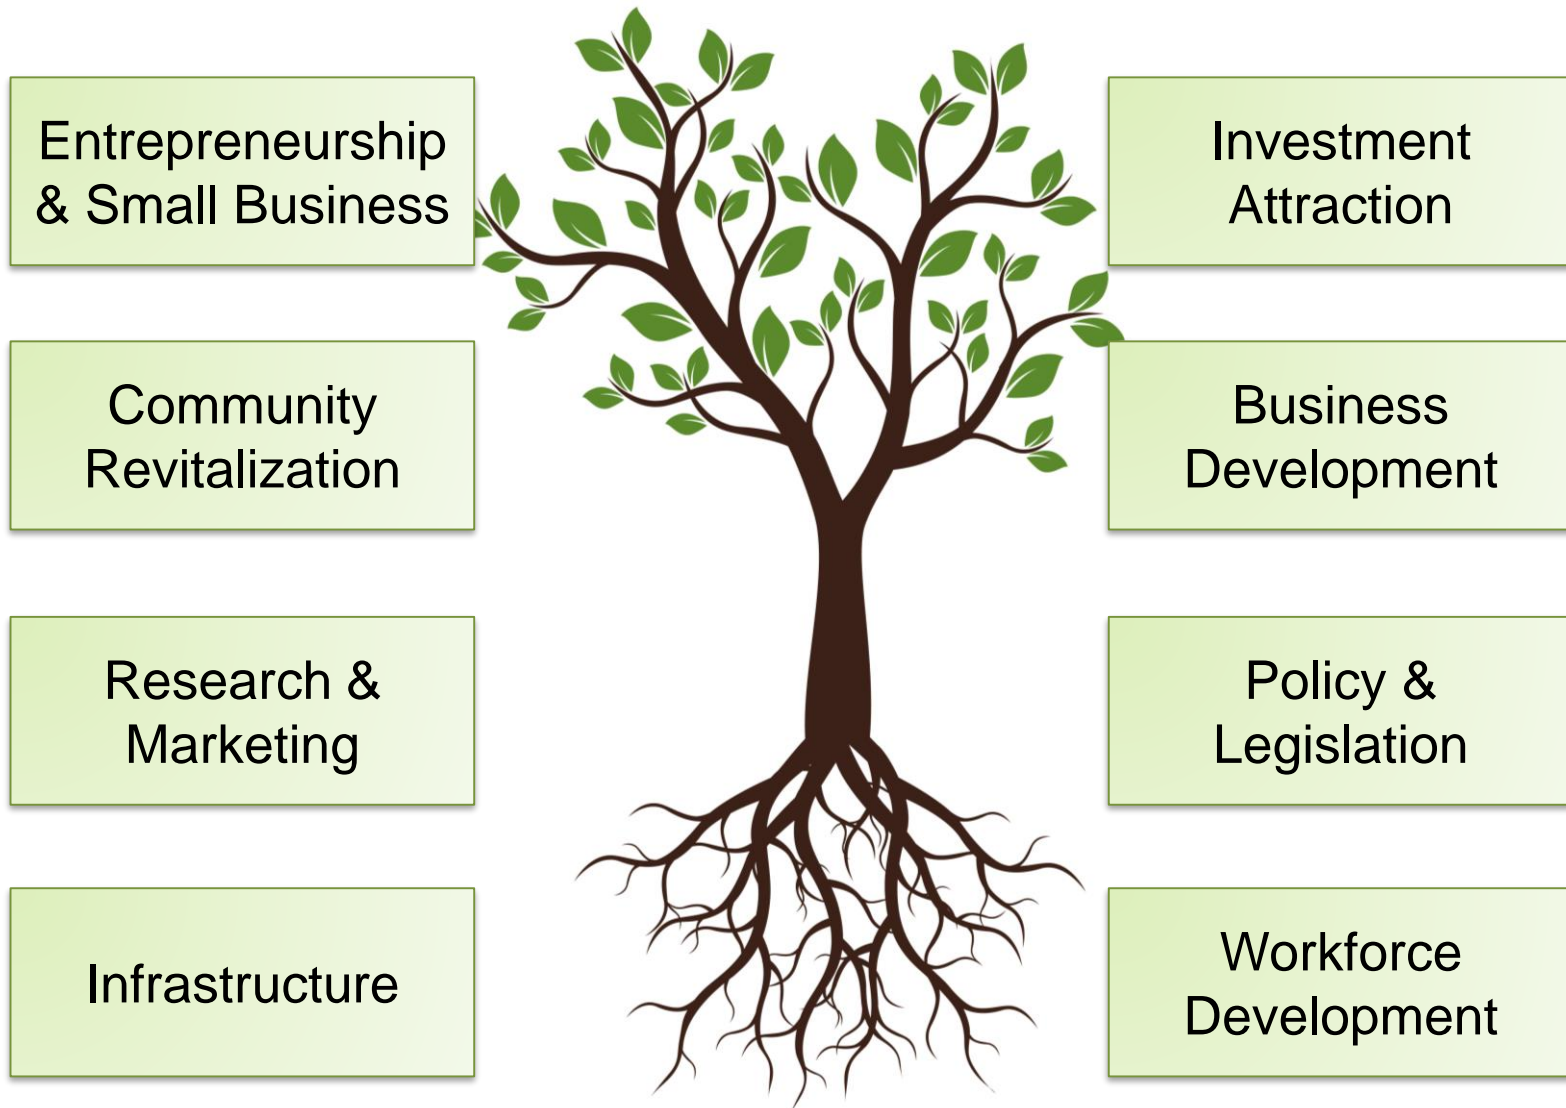 Entrepreneurship
& Small Business
Investment
Attraction
Community
Revitalization
Business
Development
Research &
Marketing
Policy &
Legislation
Infrastructure
Workforce
Development